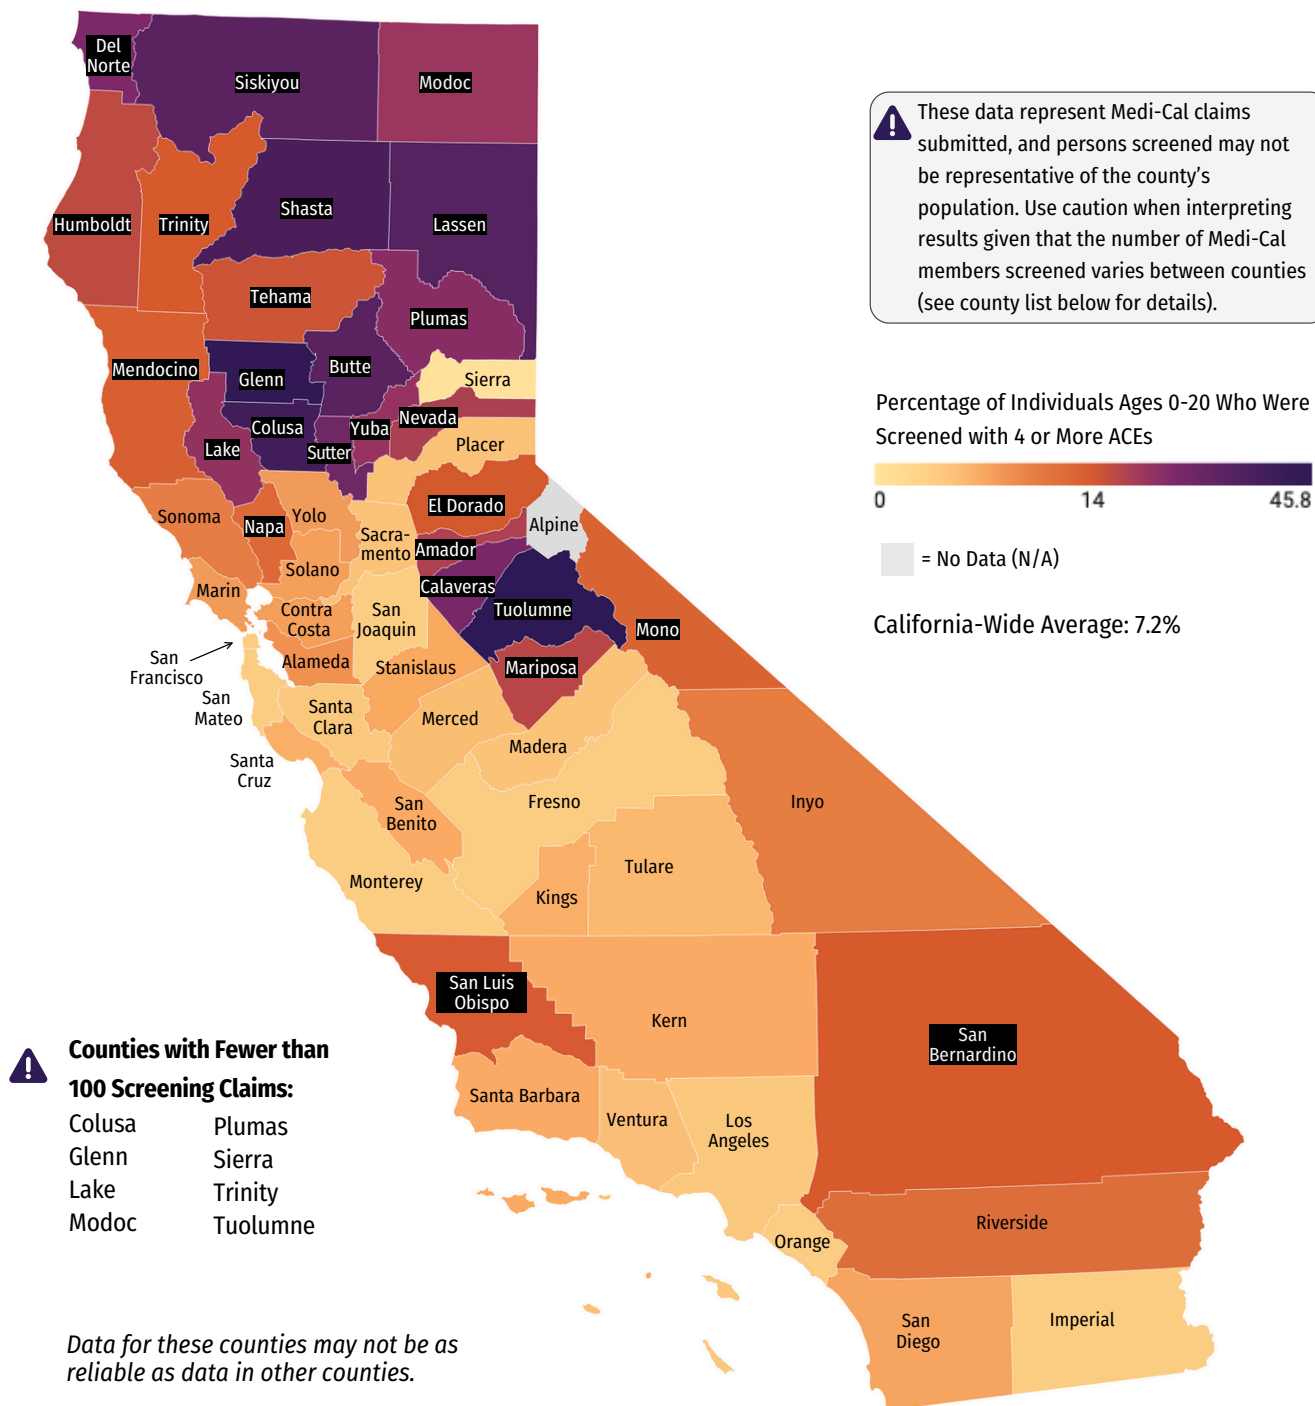 Del
Norte
Siskiyou
Modoc
These data represent Medi-Cal claims
submitted, and persons screened may not
be representative of the county's
population. Use caution when interpreting
results given that the number of Medi-Cal
members screened varies between counties
(see county list below for details).
Humboldt
Trinity
Shasta
Lassen
Tehama
Plumas
Mendocino
Glenn
Butte
Sierra
Percentage of Individuals Ages 0-20 Who Were
Screened with 4 or More ACEs
0
14
45.8
Lake
Colusa
Sutter
Yuba
Nevada
Placer
Sonoma
Napa
Yolo
Sacra-
mento
El Dorado
Alpine
= No Data (N/A)
Amador
Marin
Solano
Calaveras
Contra
Costa
San
Joaquin
Tuolumne
Mono
California-Wide Average: 7.2%
San
Francisco
Alameda
Stanislaus
Mariposa
San
Mateo
Santa
Clara
Merced
Madera
Santa
Cruz
San
Benito
Fresno
Inyo
Monterey
Kings
Tulare
San Luis
Obispo
Kern
San
Bernardino
Counties with Fewer than
100 Screening Claims:
Colusa
Glenn
Lake
Modoc
Plumas
Sierra
Trinity
Tuolumne
Santa Barbara
Ventura
Los
Angeles
Orange
Riverside
San
Diego
Imperial
Data for these counties may not be as
reliable as data in other counties.